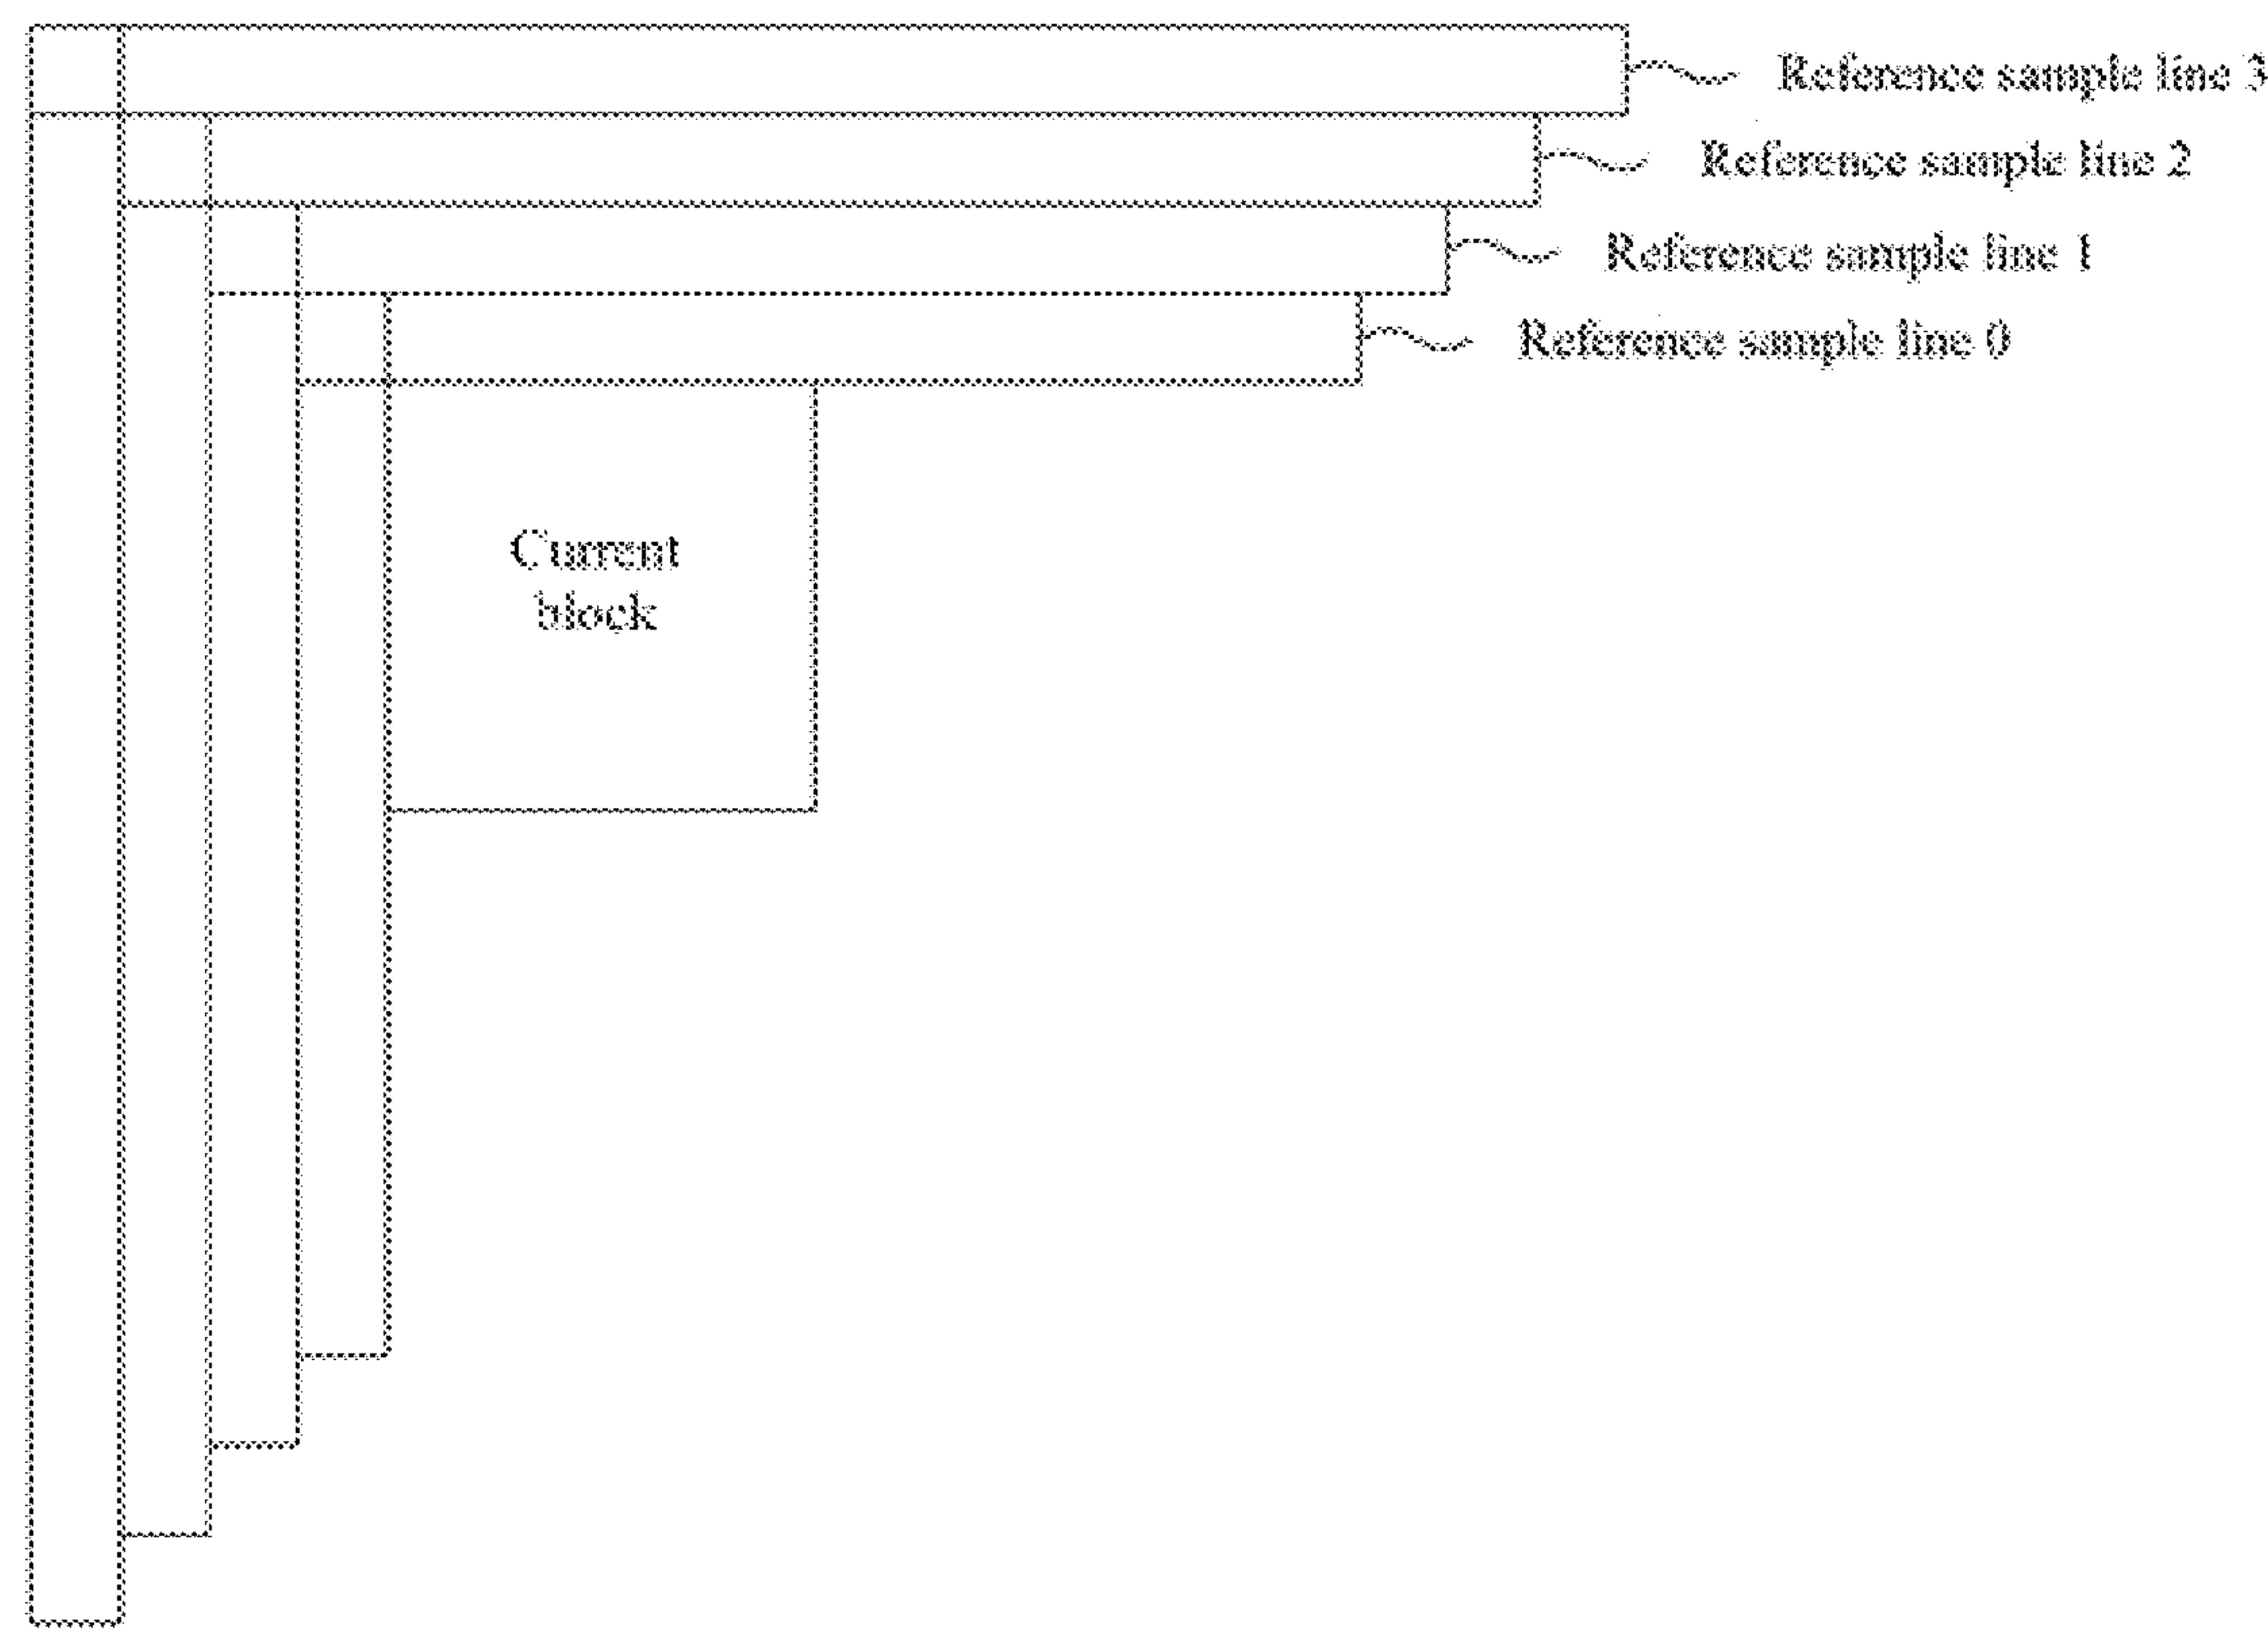 Reference sample line 3
Reference sample line 2
Reference sample line 1
Reference sample line 0
Current
block